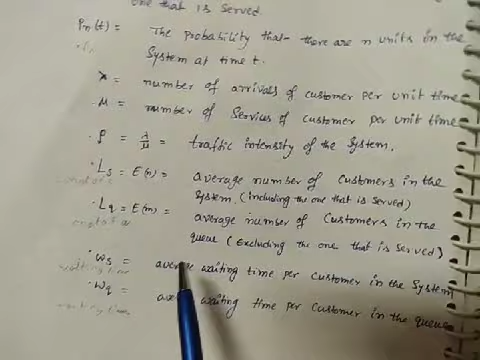 one that is served.
Pn(t) = The probability that there are n units in the
System at time t.
λ = number of arrivals of customer per unit time
μ = number of Services of customer per unit time
ρ = λ/μ = traffic intensity of the System.
Ls = E(n) = average number of Customers in the
System. (including the one that is served)
Lq = E(m) = average number of Customers in the
queue (Excluding the one that is served)
Ws = average waiting time per Customer in the System
waiting time
Wq = waiting time per Customer in the queue
waiting time